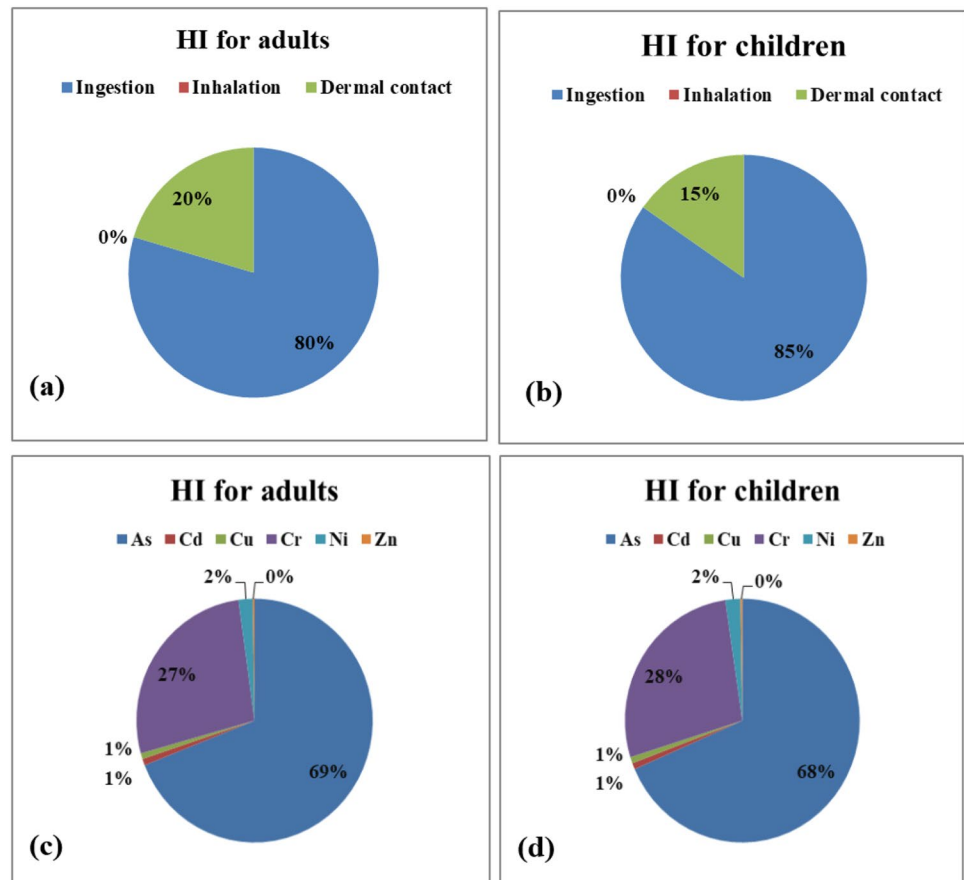 HI for adults
Ingestion Inhalation Dermal contact
20%
0%
80%
(a)
HI for children
Ingestion Inhalation Dermal contact
0%
15%
85%
(b)
HI for adults
As Cd Cu Cr Ni Zn
2% 0%
27%
1%
1%
69%
(c)
HI for children
As Cd Cu Cr Ni Zn
2% 0%
28%
1%
1%
68%
(d)